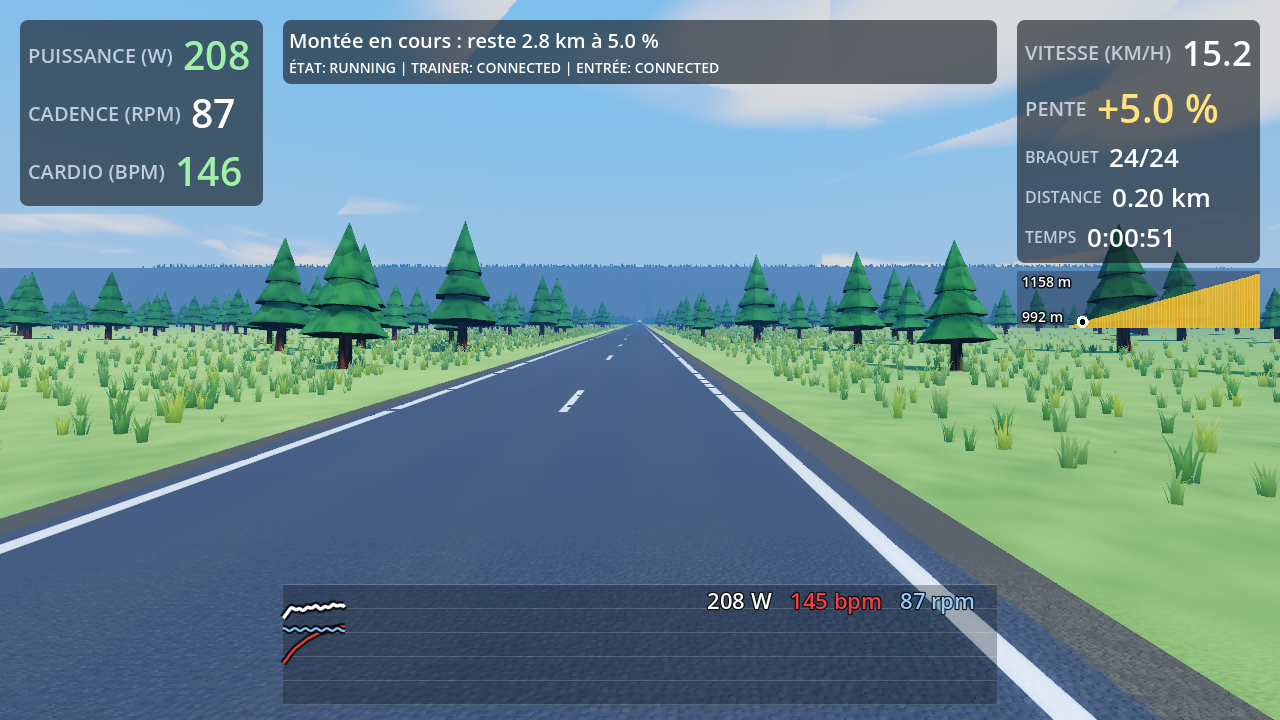 PUISSANCE (W) 208
CADENCE (RPM) 87
CARDIO (BPM) 146
Montée en cours : reste 2.8 km à 5.0 %
ÉTAT: RUNNING | TRAINER: CONNECTED | ENTRÉE: CONNECTED
VITESSE (KM/H) 15.2
PENTE +5.0 %
BRAQUET 24/24
DISTANCE 0.20 km
TEMPS 0:00:51
1158 m
992 m
208 W 145 bpm 87 rpm